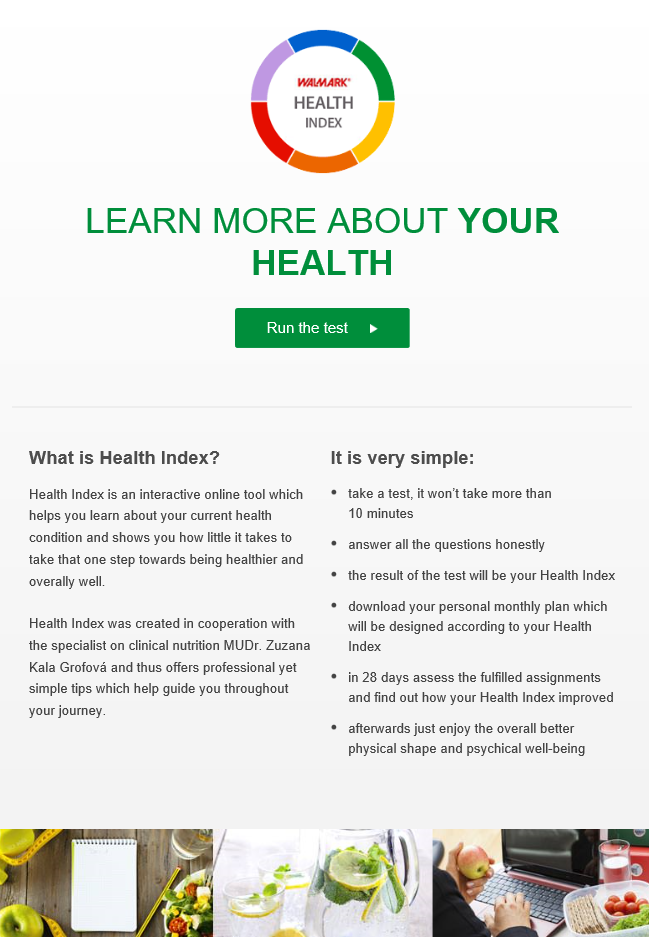 WALMARK®
HEALTH
INDEX
LEARN MORE ABOUT YOUR
HEALTH
Run the test
What is Health Index?
Health Index is an interactive online tool which
helps you learn about your current health
condition and shows you how little it takes to
take that one step towards being healthier and
overally well.
Health Index was created in cooperation with
the specialist on clinical nutrition MUDr. Zuzana
Kala Grofová and thus offers professional yet
simple tips which help guide you throughout
your journey.
It is very simple:
• take a test, it won’t take more than
10 minutes
• answer all the questions honestly
• the result of the test will be your Health Index
• download your personal monthly plan which
will be designed according to your Health
Index
• in 28 days assess the fulfilled assignments
and find out how your Health Index improved
• afterwards just enjoy the overall better
physical shape and psychical well-being